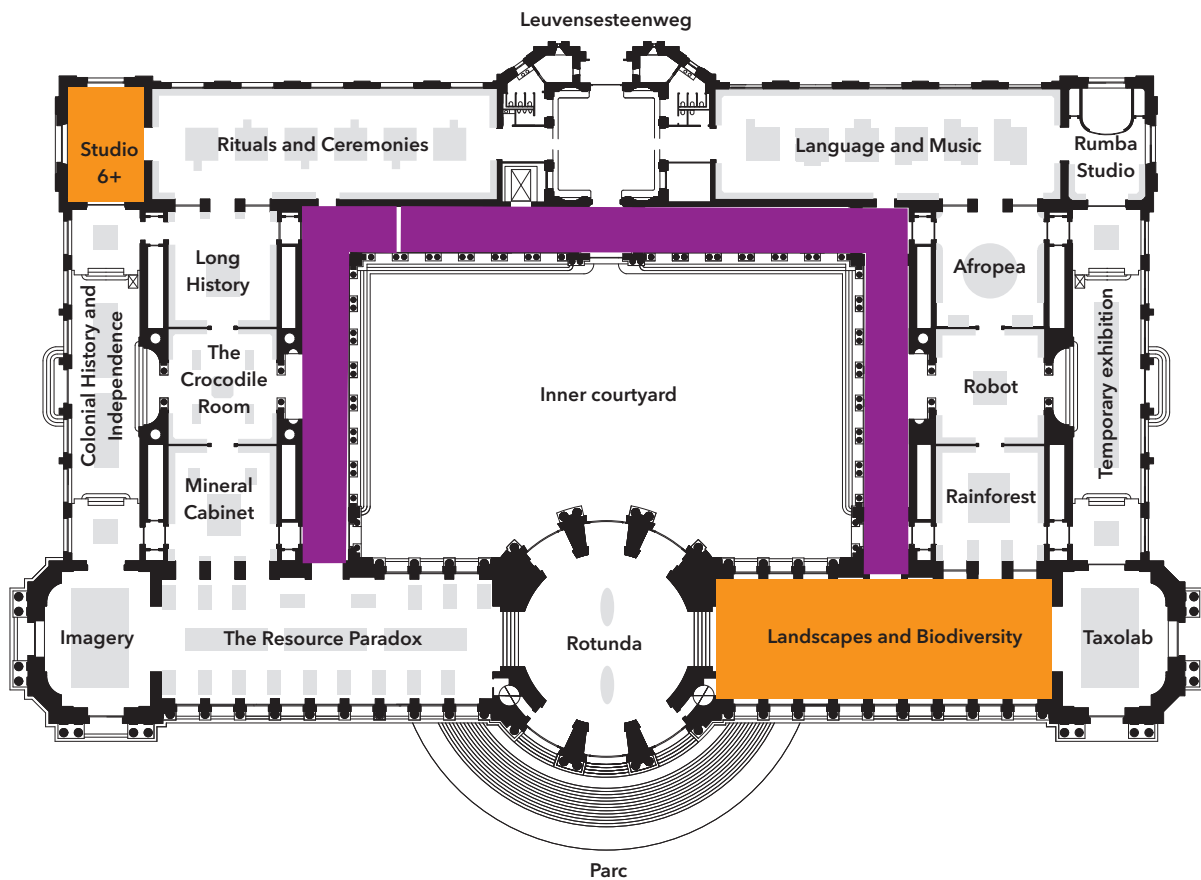 Leuvensesteenweg
Studio
6+
Rituals and Ceremonies
Language and Music
Rumba
Studio
Long
History
Afropea
Colonial History and
Independence
The
Crocodile
Room
Inner courtyard
Robot
Temporary exhibition
Mineral
Cabinet
Rainforest
Imagery
The Resource Paradox
Rotunda
Landscapes and Biodiversity
Taxolab
Parc